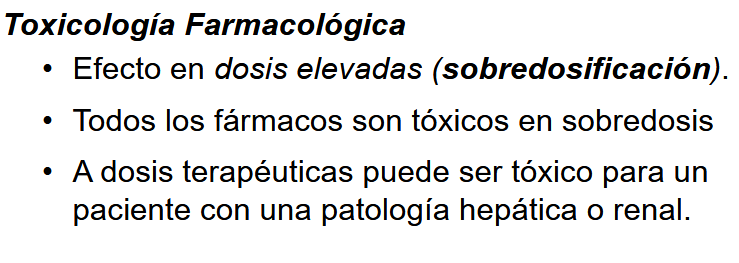 Toxicología Farmacológica
• Efecto en dosis elevadas (sobredosificación).
• Todos los fármacos son tóxicos en sobredosis
• A dosis terapéuticas puede ser tóxico para un
paciente con una patología hepática o renal.